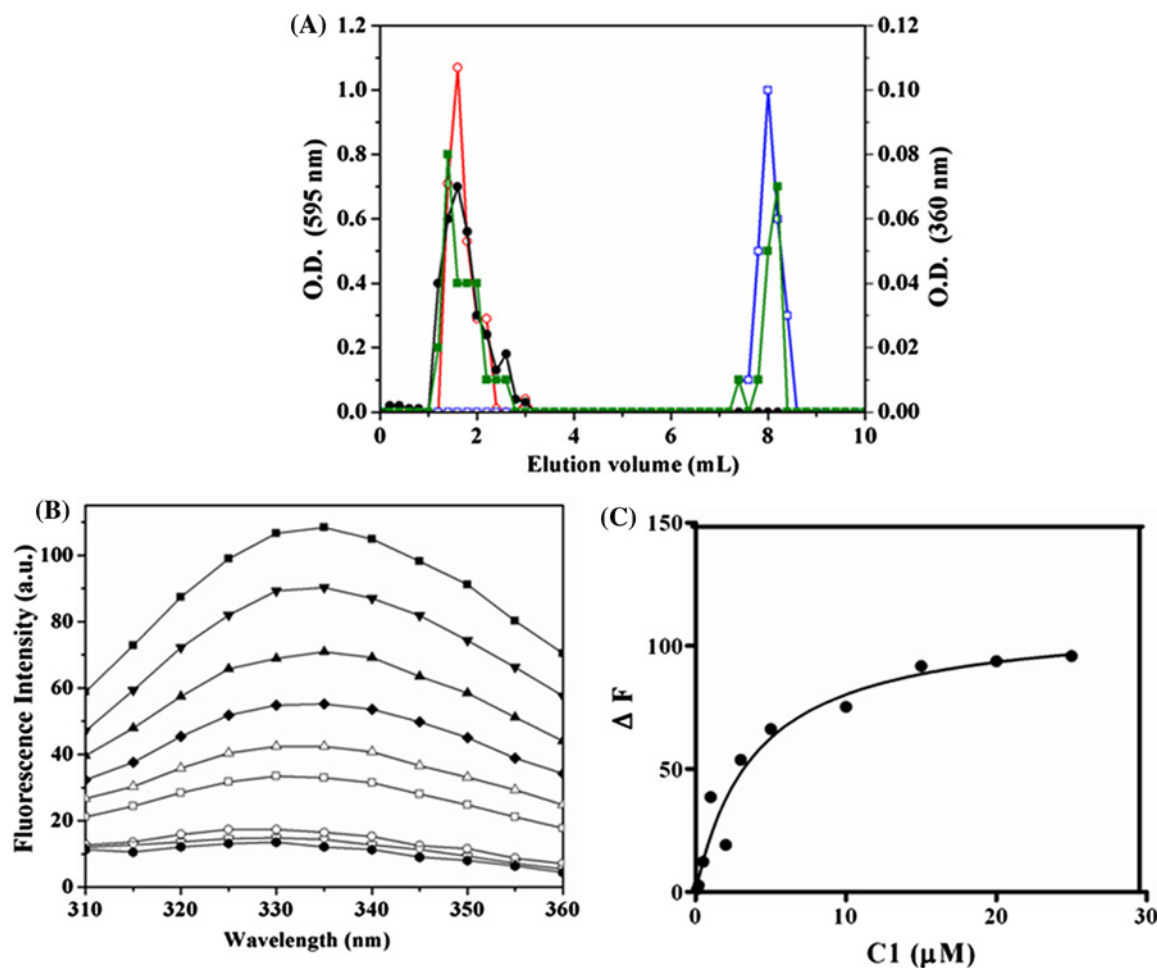 (A)
1.2
1.0
0.8
0.6
0.4
0.2
0.0
O.D. (595 nm)
0.12
0.10
0.08
0.06
0.04
0.02
0.00
O.D. (360 nm)
0 2 4 6 8 10
Elution volume (mL)
(B)
100
80
60
40
20
0
Fluorescence Intensity (a.u.)
310 320 330 340 350 360
Wavelength (nm)
(C)
150
100
50
0
Δ F
0 10 20 30
C1 (μM)